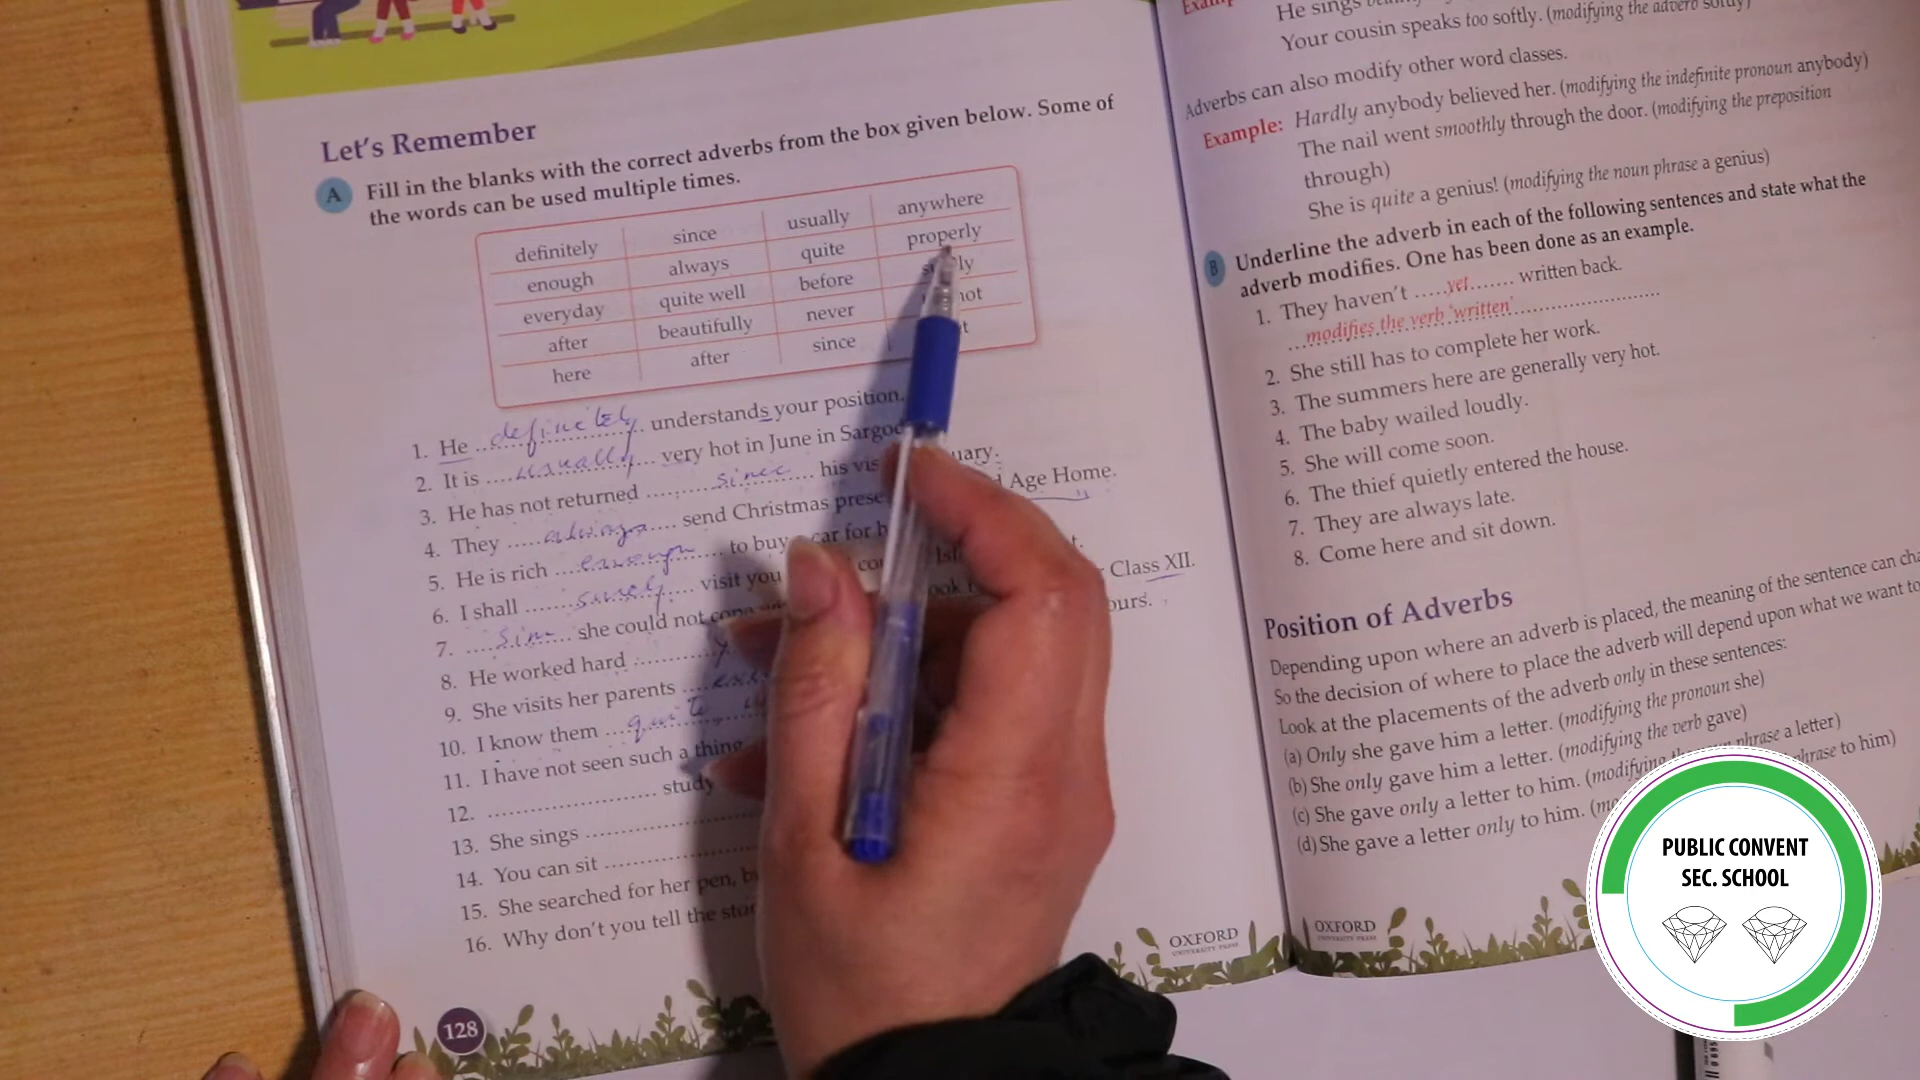 Let's Remember
A Fill in the blanks with the correct adverbs from the box given below. Some of
the words can be used multiple times.
definitely since usually anywhere
enough always quite properly
everyday quite well before
after beautifully never not
here after since
1. He definitely understands your position.
2. It is usually very hot in June in
3. He has not returned since his
4. They always send Christmas Age Home.
5. He is rich enough to buy car for
6. I shall surely visit you
7. she could not Class XII.
8. He worked hard
9. She visits her parents
10. I know them quite
11. I have not seen such a thing
12. study
13. She sings
14. You can sit
15. She searched for her pen,
16. Why don't you tell the
128
OXFORD
UNIVERSITY PRESS
He sings
Your cousin speaks too softly. (modifying the adverb softly)
Adverbs can also modify other word classes.
Example: Hardly anybody believed her. (modifying the indefinite pronoun anybody)
The nail went smoothly through the door. (modifying the preposition
through)
She is quite a genius! (modifying the noun phrase a genius)
B Underline the adverb in each of the following sentences and state what the
adverb modifies. One has been done as an example.
1. They haven't .....yet....... written back.
modifies the verb 'written'
2. She still has to complete her work.
3. The summers here are generally very hot.
4. The baby wailed loudly.
5. She will come soon.
6. The thief quietly entered the house.
7. They are always late.
8. Come here and sit down.
Position of Adverbs
Depending upon where an adverb is placed, the meaning of the sentence can
So the decision of where to place the adverb will depend upon what we want to
Look at the placements of the adverb only in these sentences:
(a) Only she gave him a letter. (modifying the pronoun she)
(b) She only gave him a letter. (modifying the verb gave)
(c) She gave only a letter to him. (modifying the phrase a letter)
(d) She gave a letter only to him. phrase to him)
OXFORD
UNIVERSITY PRESS
PUBLIC CONVENT
SEC. SCHOOL